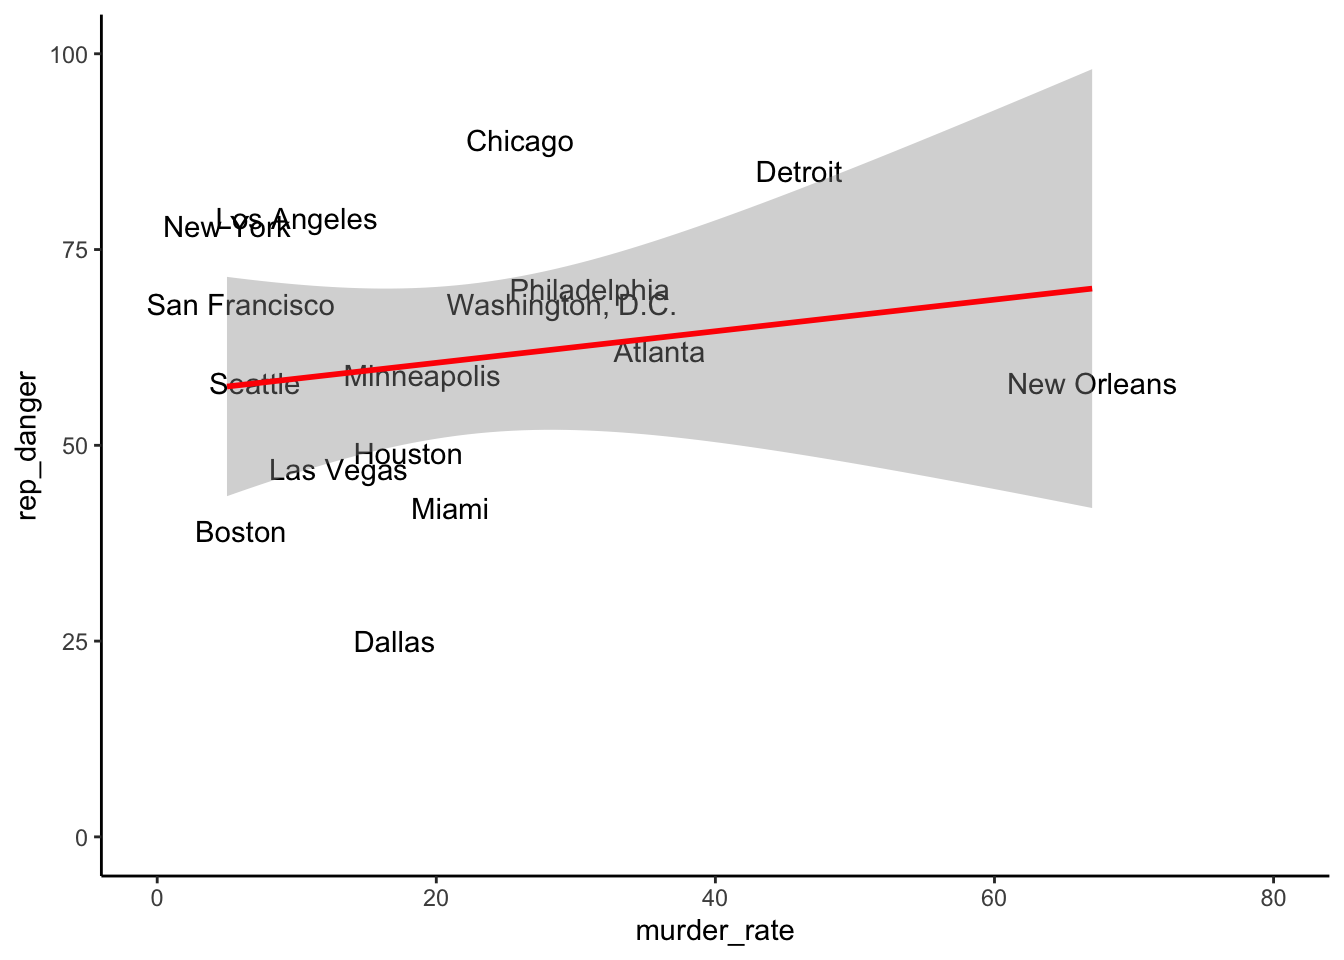 100
Chicago
Detroit
Los Angeles
New York
75
Philadelphia
San Francisco
Washington, D.C.
Atlanta
Minneapolis
Seattle
New Orleans
rep_danger
50
Houston
Las Vegas
Miami
Boston
25
Dallas
0
0 20 40 60 80
murder_rate